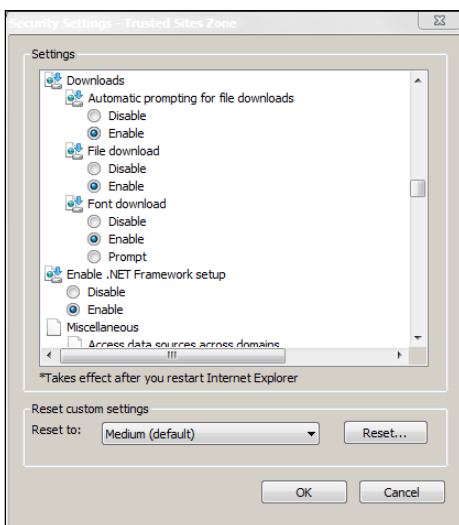 Security Settings - Trusted Sites Zone
Settings
Downloads
Automatic prompting for file downloads
Disable
Enable
File download
Disable
Enable
Font download
Disable
Enable
Prompt
Enable .NET Framework setup
Disable
Enable
Miscellaneous
Access data sources across domains
*Takes effect after you restart Internet Explorer
Reset custom settings
Reset to: Medium (default) Reset...
OK Cancel